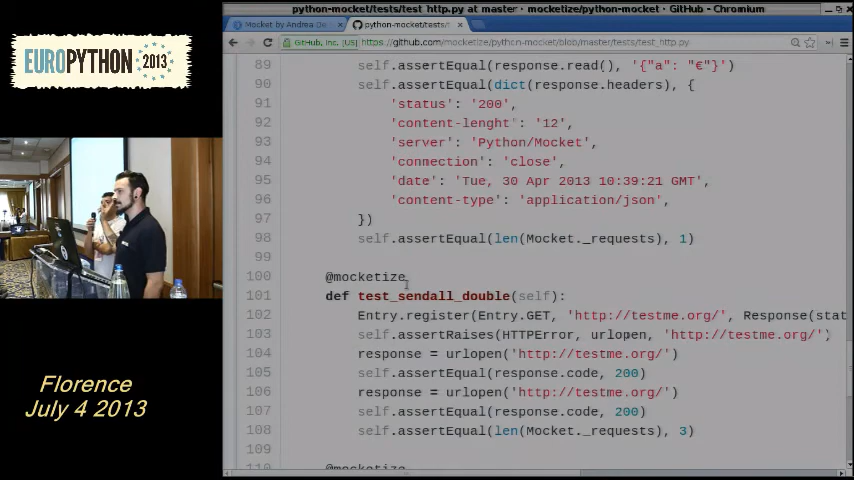 python-mocket/tests/test_http.py at master · mocketize/python-mocket · GitHub - Chromium
Mocket by Andrea De
python-mocket/tests/t
GitHub, Inc. [US]
https://github.com/mocketize/python-mocket/blob/master/tests/test_http.py
EUROPYTHON 2013
89 self.assertEqual(response.read(), '{"a": "€"}')
90 self.assertEqual(dict(response.headers), {
91 'status': '200',
92 'content-lenght': '12',
93 'server': 'Python/Mocket',
94 'connection': 'close',
95 'date': 'Tue, 30 Apr 2013 10:39:21 GMT',
96 'content-type': 'application/json',
97 })
98 self.assertEqual(len(Mocket._requests), 1)
99
100 @mocketize
101 def test_sendall_double(self):
102 Entry.register(Entry.GET, 'http://testme.org/', Response(stat
103 self.assertRaises(HTTPError, urlopen, 'http://testme.org/')
104 response = urlopen('http://testme.org/')
105 self.assertEqual(response.code, 200)
106 response = urlopen('http://testme.org/')
107 self.assertEqual(response.code, 200)
108 self.assertEqual(len(Mocket._requests), 3)
109
110 @mocketize
Florence
July 4 2013